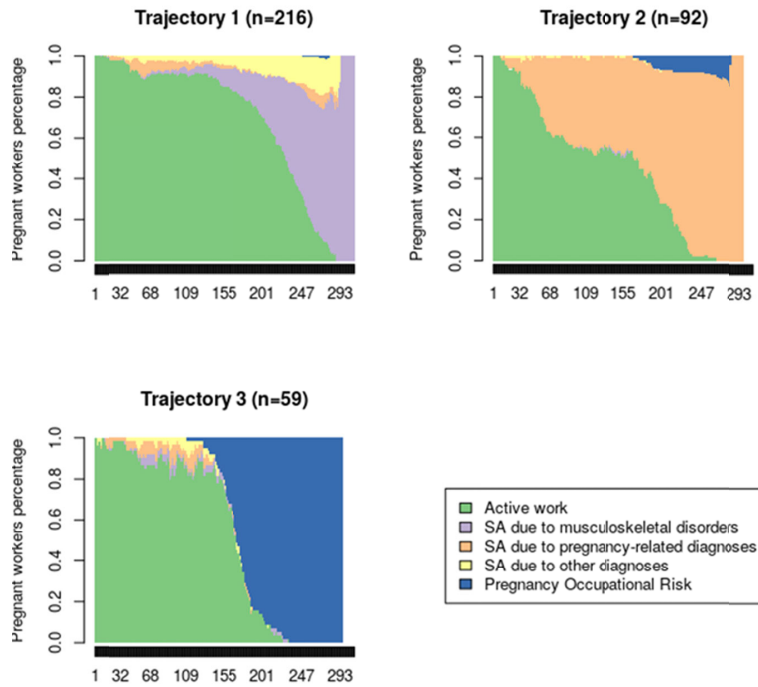 Trajectory 1 (n=216)
Pregnant workers percentage
0.0 0.2 0.4 0.6 0.8 1.0
1 32 68 109 155 201 247 293
Trajectory 2 (n=92)
Pregnant workers percentage
0.0 0.2 0.4 0.6 0.8 1.0
1 32 68 109 155 201 247 293
Trajectory 3 (n=59)
Pregnant workers percentage
0.0 0.2 0.4 0.6 0.8 1.0
1 32 68 109 155 201 247 293
Active work
SA due to musculoskeletal disorders
SA due to pregnancy-related diagnoses
SA due to other diagnoses
Pregnancy Occupational Risk